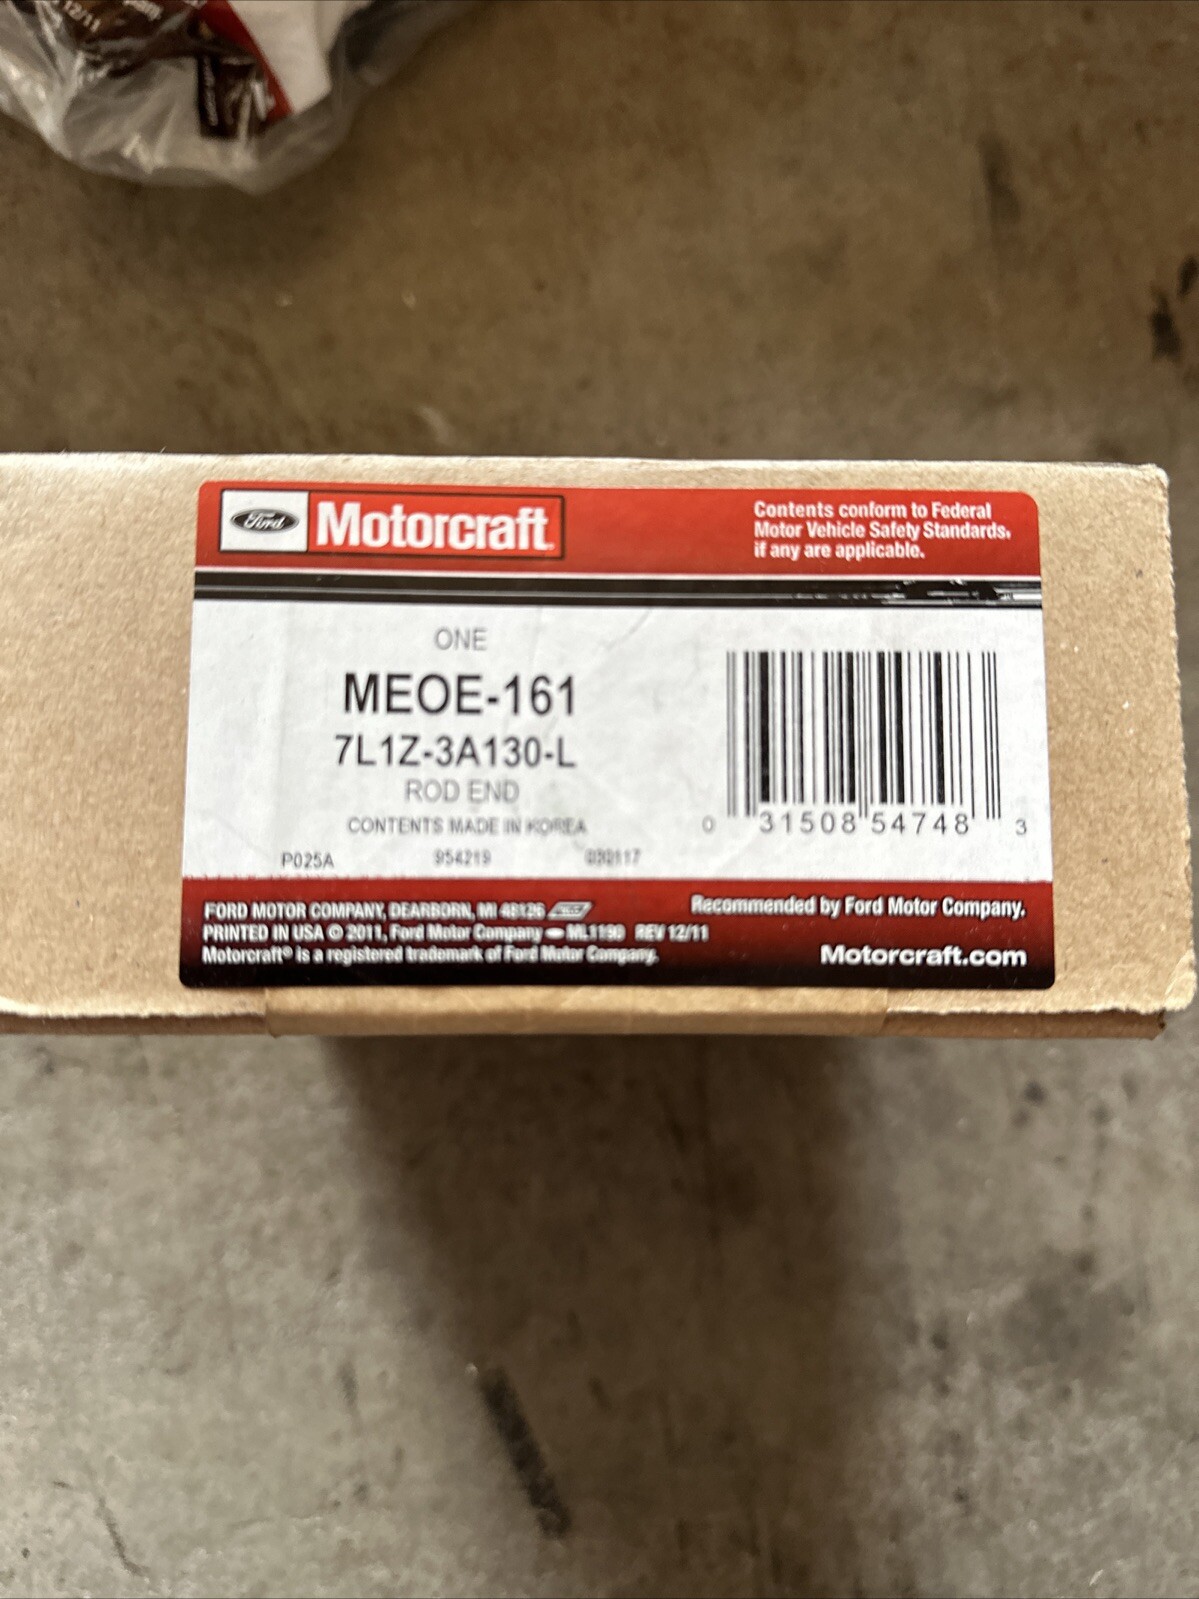 12/11
Ford Motorcraft
Contents conform to Federal
Motor Vehicle Safety Standards,
if any are applicable.
ONE
MEOE-161
7L1Z-3A130-L
ROD END
CONTENTS MADE IN KOREA
P025A 954219
0 31508 54748 3
FORD MOTOR COMPANY, DEARBORN, MI 48126
PRINTED IN USA © 2011, Ford Motor Company ML1190 REV 12/11
Motorcraft® is a registered trademark of Ford Motor Company.
Recommended by Ford Motor Company.
Motorcraft.com